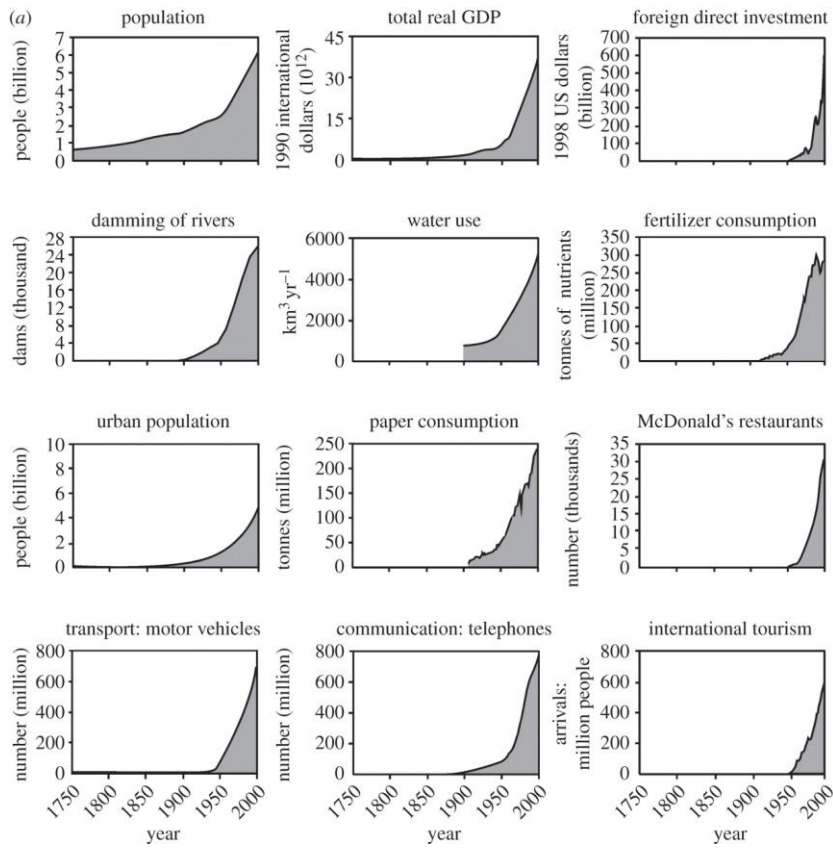 (a)
population
total real GDP
foreign direct investment
people (billion)
7
6
5
4
3
2
1
0
1990 international
dollars (10¹²)
45
30
15
0
1998 US dollars
(billion)
700
600
500
400
300
200
100
0
damming of rivers
water use
fertilizer consumption
dams (thousand)
28
24
20
16
12
8
4
0
km³ yr⁻¹
6000
4000
2000
0
tonnes of nutrients
(million)
350
300
250
200
150
100
50
0
urban population
paper consumption
McDonald's restaurants
people (billion)
10
8
6
4
2
0
tonnes (million)
250
200
150
100
50
0
number (thousands)
35
30
25
20
15
10
5
0
transport: motor vehicles
communication: telephones
international tourism
number (million)
800
600
400
200
0
1750
1800
1850
1900
1950
2000
year
number (million)
800
600
400
200
0
1750
1800
1850
1900
1950
2000
year
arrivals:
million people
800
600
400
200
0
1750
1800
1850
1900
1950
2000
year